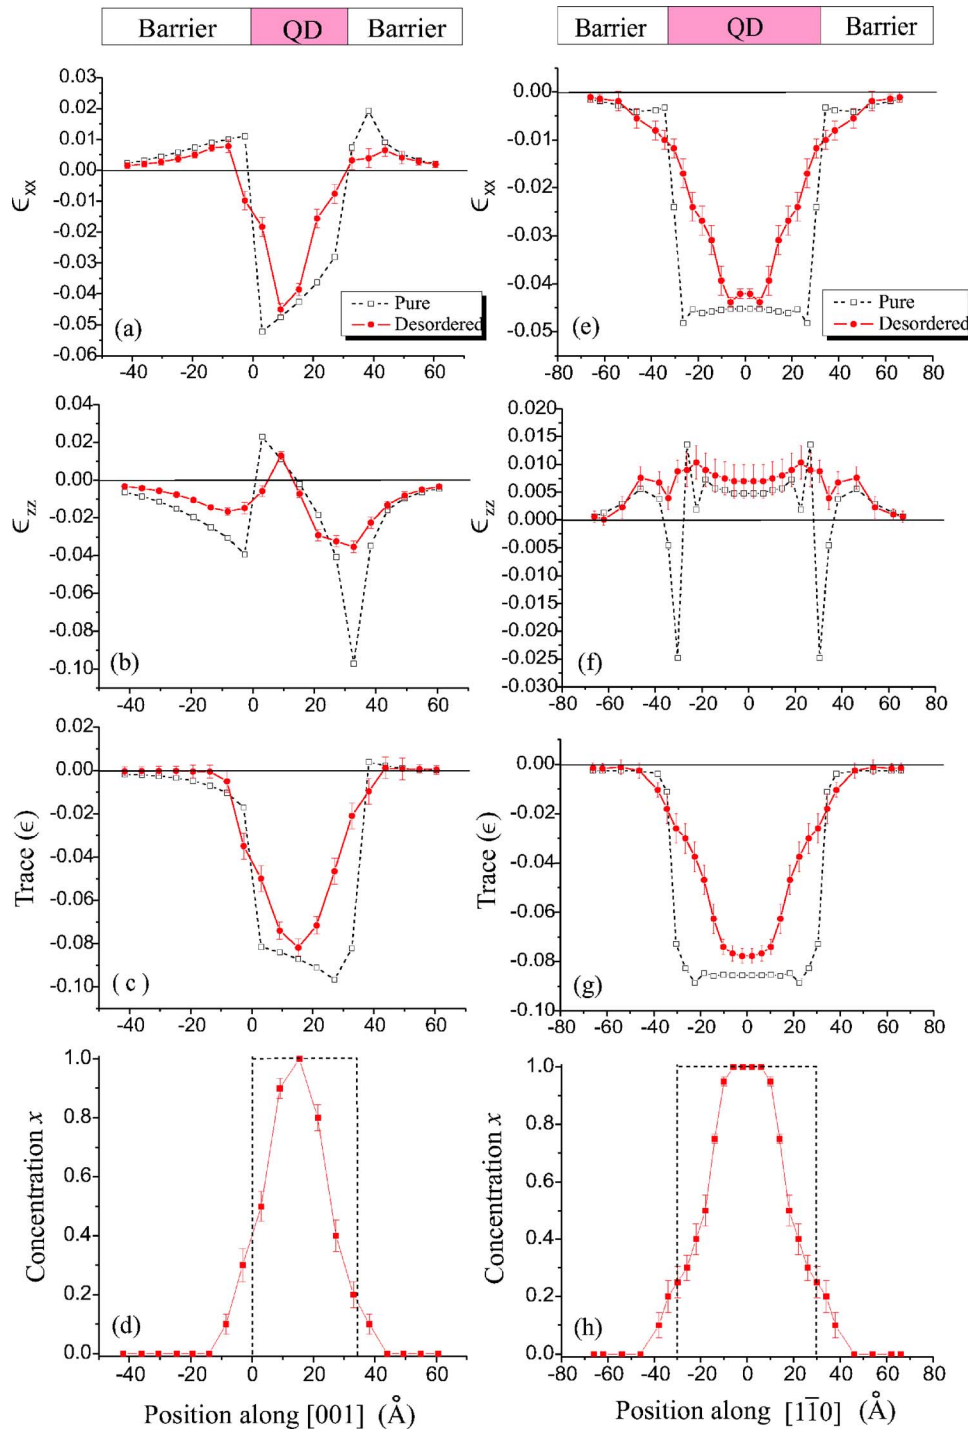 Barrier QD Barrier
0.03
0.02
0.01
0.00
-0.01
-0.02
-0.03
-0.04
-0.05
-0.06
ϵxx
(a)
Pure
Desordered
-40 -20 0 20 40 60
0.04
0.02
0.00
-0.02
-0.04
-0.06
-0.08
-0.10
ϵzz
(b)
-40 -20 0 20 40 60
0.02
0.00
-0.02
-0.04
-0.06
-0.08
-0.10
Trace (ϵ)
( c )
-40 -20 0 20 40 60
1.0
0.8
0.6
0.4
0.2
0.0
Concentration x
(d)
-40 -20 0 20 40 60
Position along [001] (Å)
Barrier QD Barrier
0.00
-0.01
-0.02
-0.03
-0.04
-0.05
ϵxx
(e)
Pure
Desordered
-80 -60 -40 -20 0 20 40 60 80
0.020
0.015
0.010
0.005
0.000
-0.005
-0.010
-0.015
-0.020
-0.025
-0.030
ϵzz
(f)
-80 -60 -40 -20 0 20 40 60 80
0.00
-0.02
-0.04
-0.06
-0.08
-0.10
Trace (ϵ)
(g)
-80 -60 -40 -20 0 20 40 60 80
1.0
0.8
0.6
0.4
0.2
0.0
Concentration x
(h)
-80 -60 -40 -20 0 20 40 60 80
Position along [11̅0] (Å)